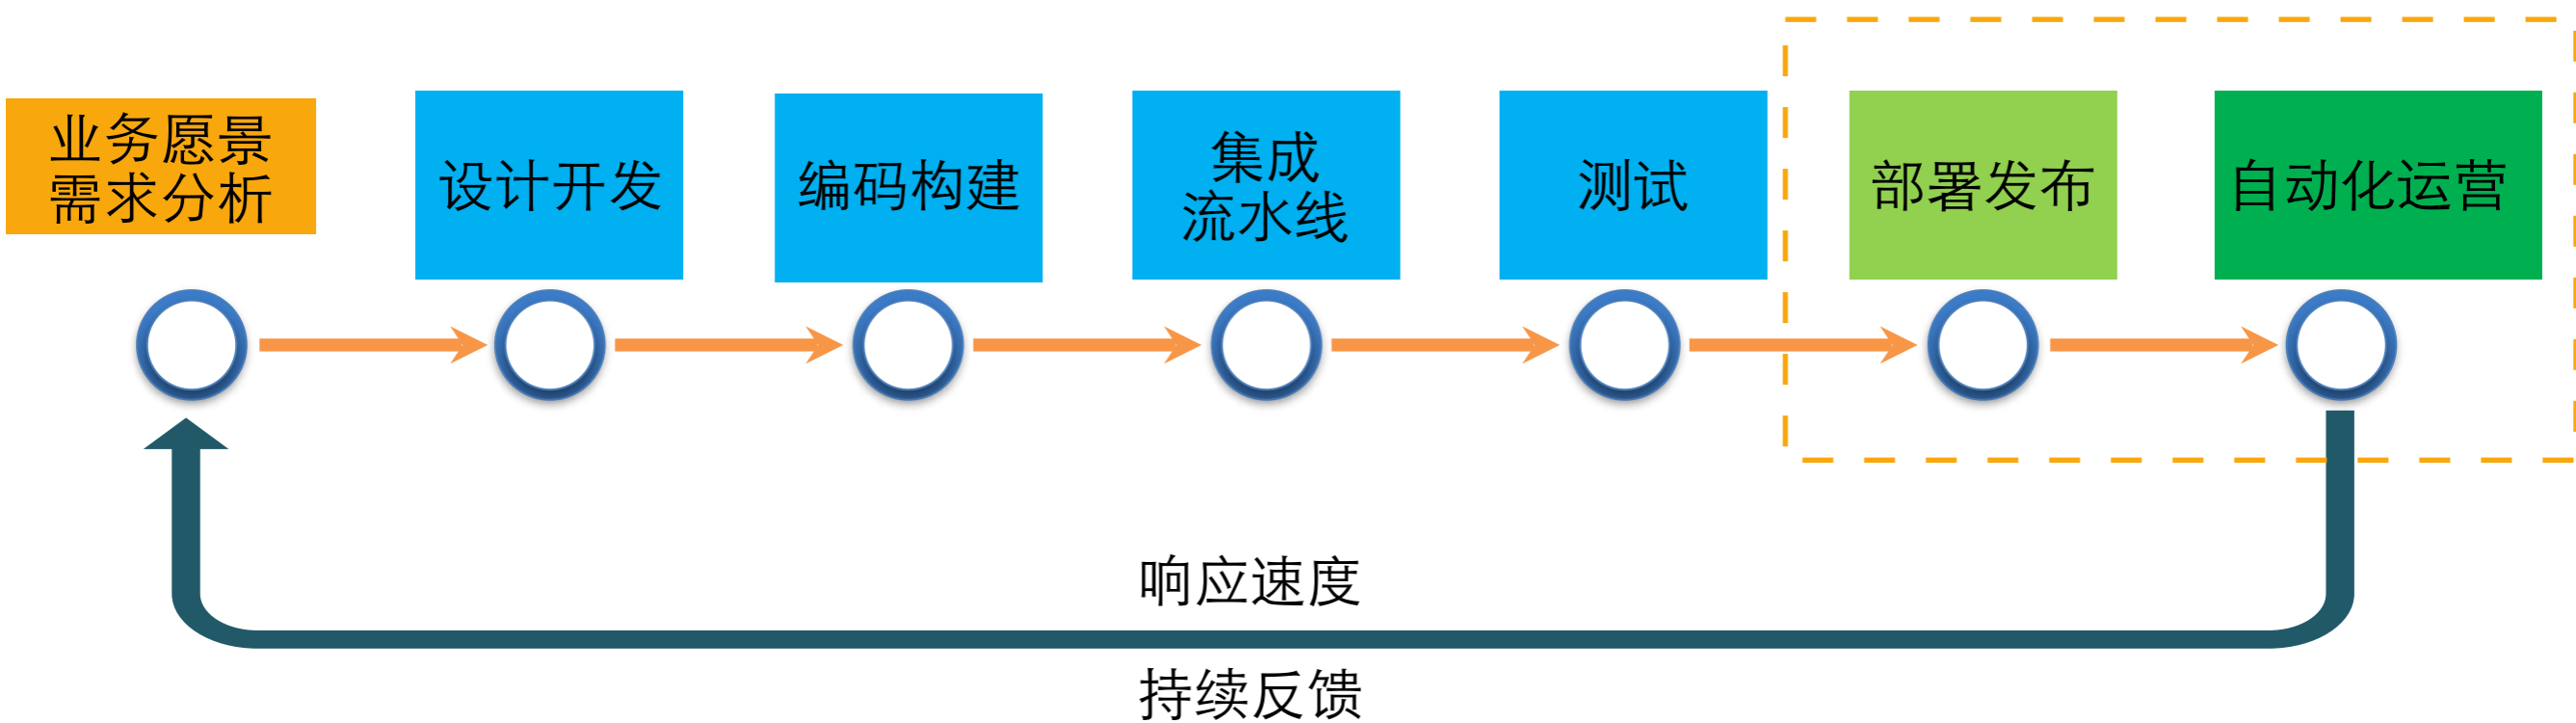 业务愿景
需求分析
设计开发
编码构建
集成
流水线
测试
部署发布
自动化运营
响应速度
持续反馈